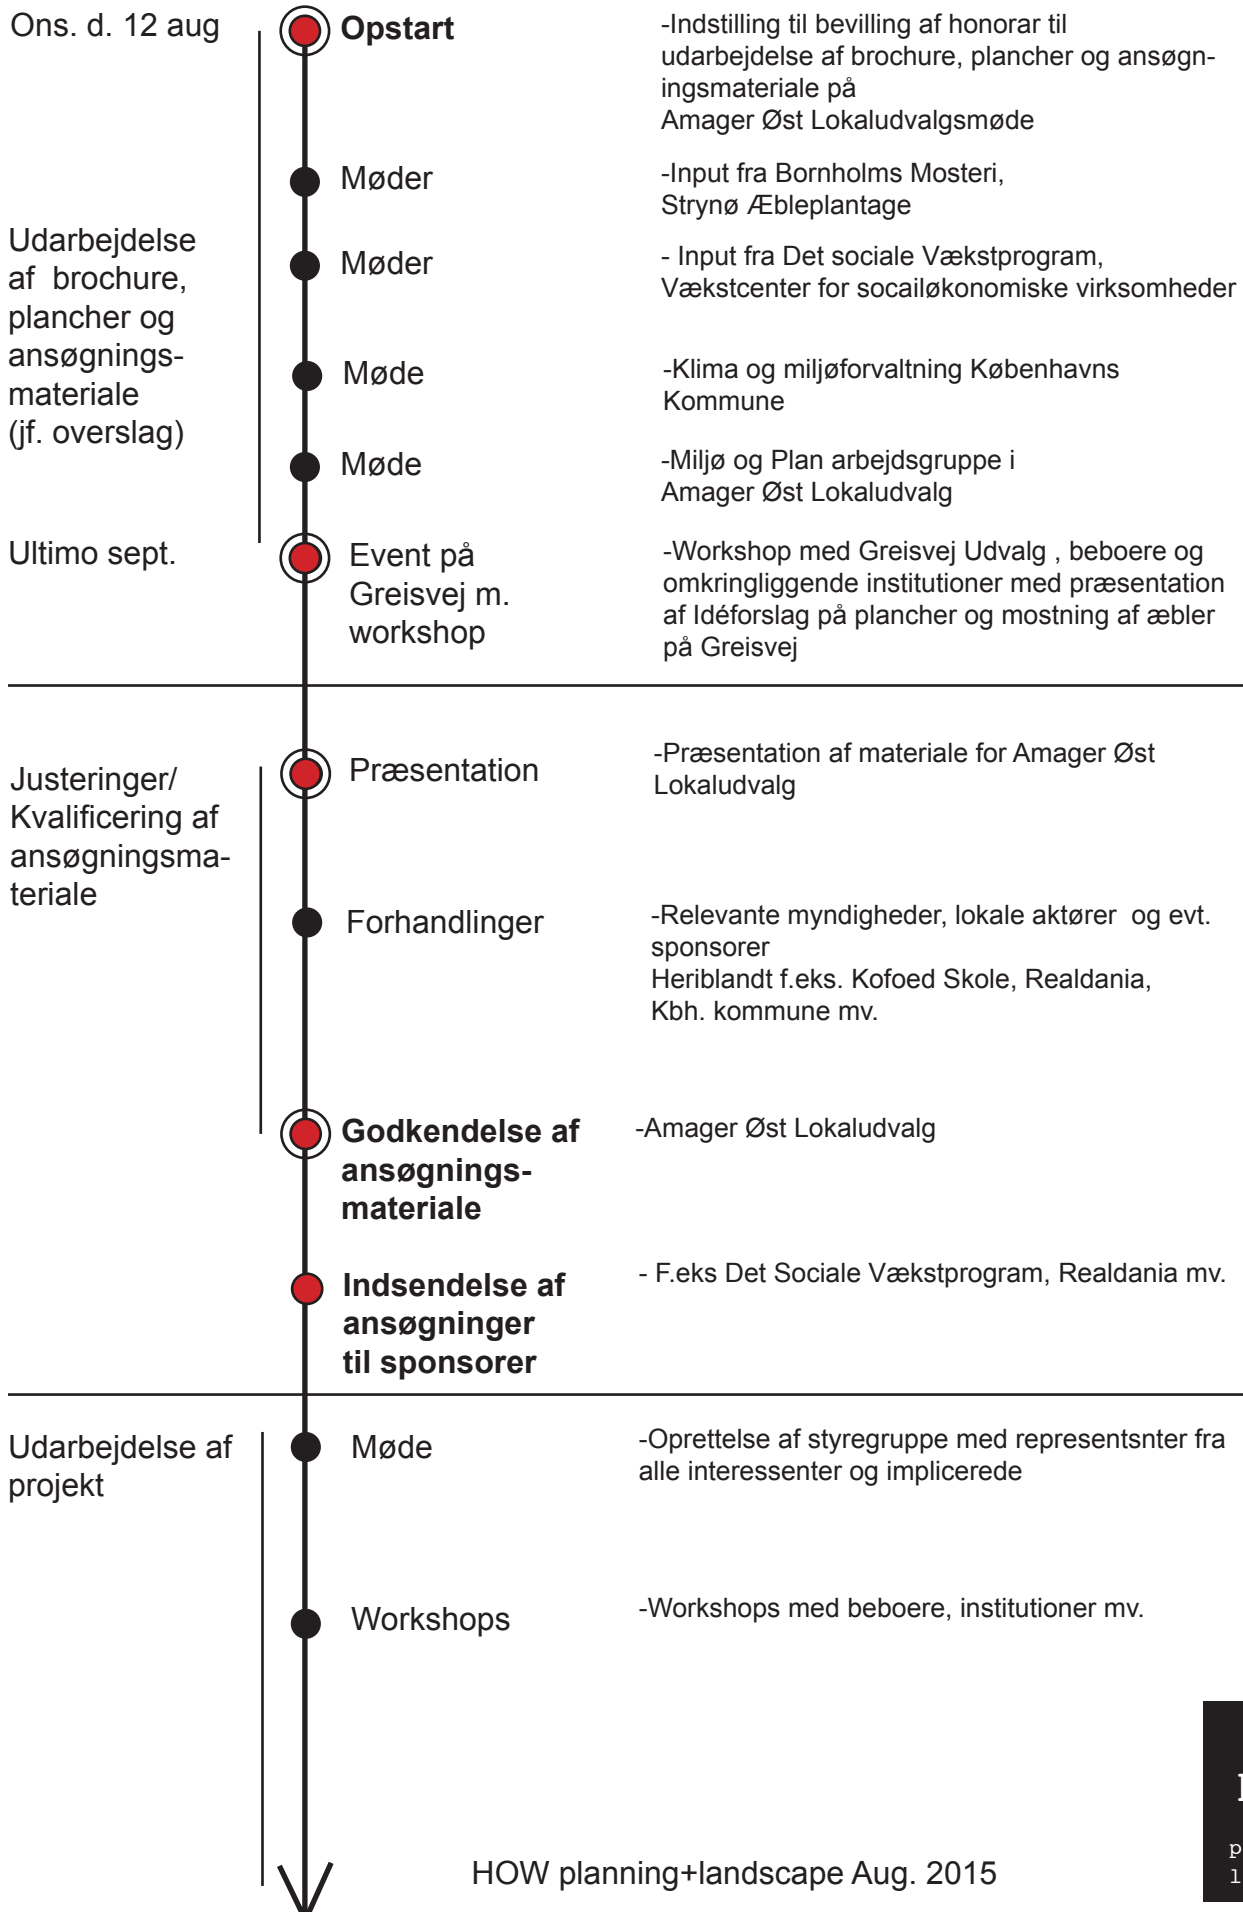 Ons. d. 12 aug
Opstart
-Indstilling til bevilling af honorar til
udarbejdelse af brochure, plancher og ansøgn-
ingsmateriale på
Amager Øst Lokaludvalgsmøde
Møder
-Input fra Bornholms Mosteri,
Strynø Æbleplantage
Udarbejdelse
af brochure,
plancher og
ansøgnings-
materiale
(jf. overslag)
Møder
- Input fra Det sociale Vækstprogram,
Vækstcenter for socailøkonomiske virksomheder
Møde
-Klima og miljøforvaltning Københavns
Kommune
Møde
-Miljø og Plan arbejdsgruppe i
Amager Øst Lokaludvalg
Ultimo sept.
Event på
Greisvej m.
workshop
-Workshop med Greisvej Udvalg , beboere og
omkringliggende institutioner med præsentation
af Idéforslag på plancher og mostning af æbler
på Greisvej
Justeringer/
Kvalificering af
ansøgningsma-
teriale
Præsentation
-Præsentation af materiale for Amager Øst
Lokaludvalg
Forhandlinger
-Relevante myndigheder, lokale aktører og evt.
sponsorer
Heriblandt f.eks. Kofoed Skole, Realdania,
Kbh. kommune mv.
Godkendelse af
ansøgnings-
materiale
-Amager Øst Lokaludvalg
Indsendelse af
ansøgninger
til sponsorer
- F.eks Det Sociale Vækstprogram, Realdania mv.
Udarbejdelse af
projekt
Møde
-Oprettelse af styregruppe med representsnter fra
alle interessenter og implicerede
Workshops
-Workshops med beboere, institutioner mv.
HOW planning+landscape Aug. 2015
p
l